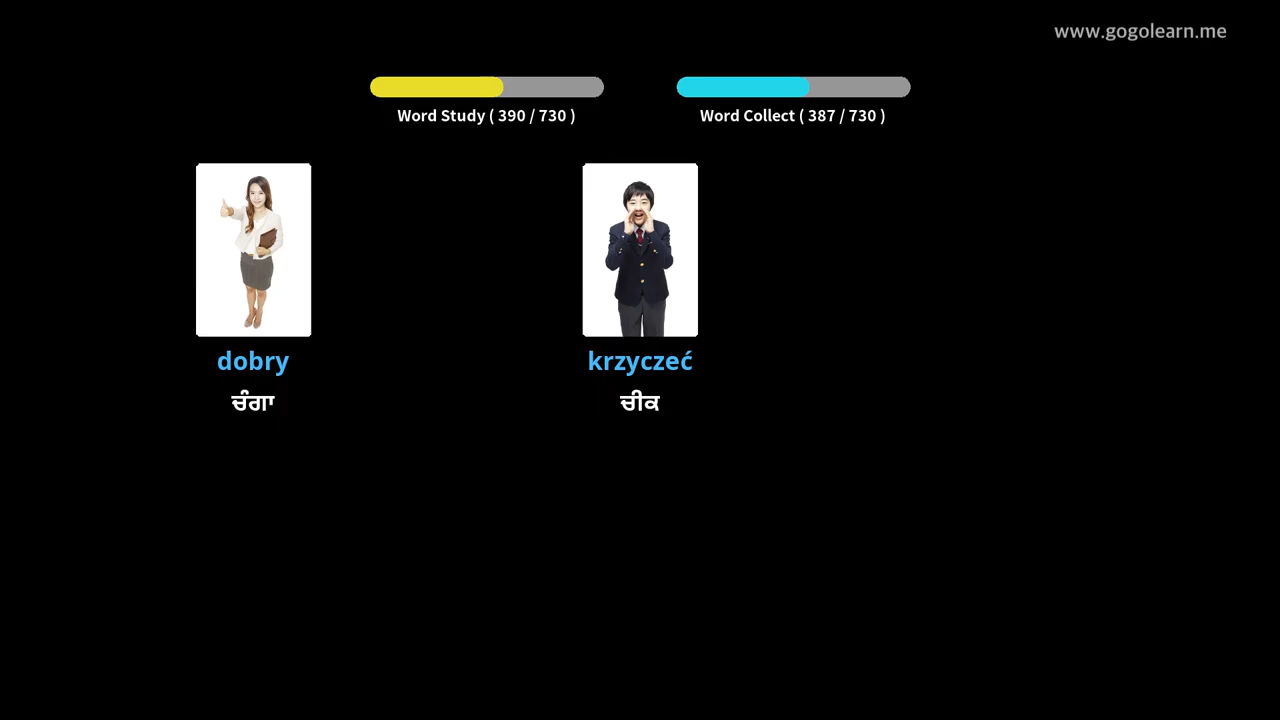 www.gogolearn.me
Word Study ( 390 / 730 )
Word Collect ( 387 / 730 )
dobry
krzyczeć
ਚੰਗਾ
ਚੀਕ